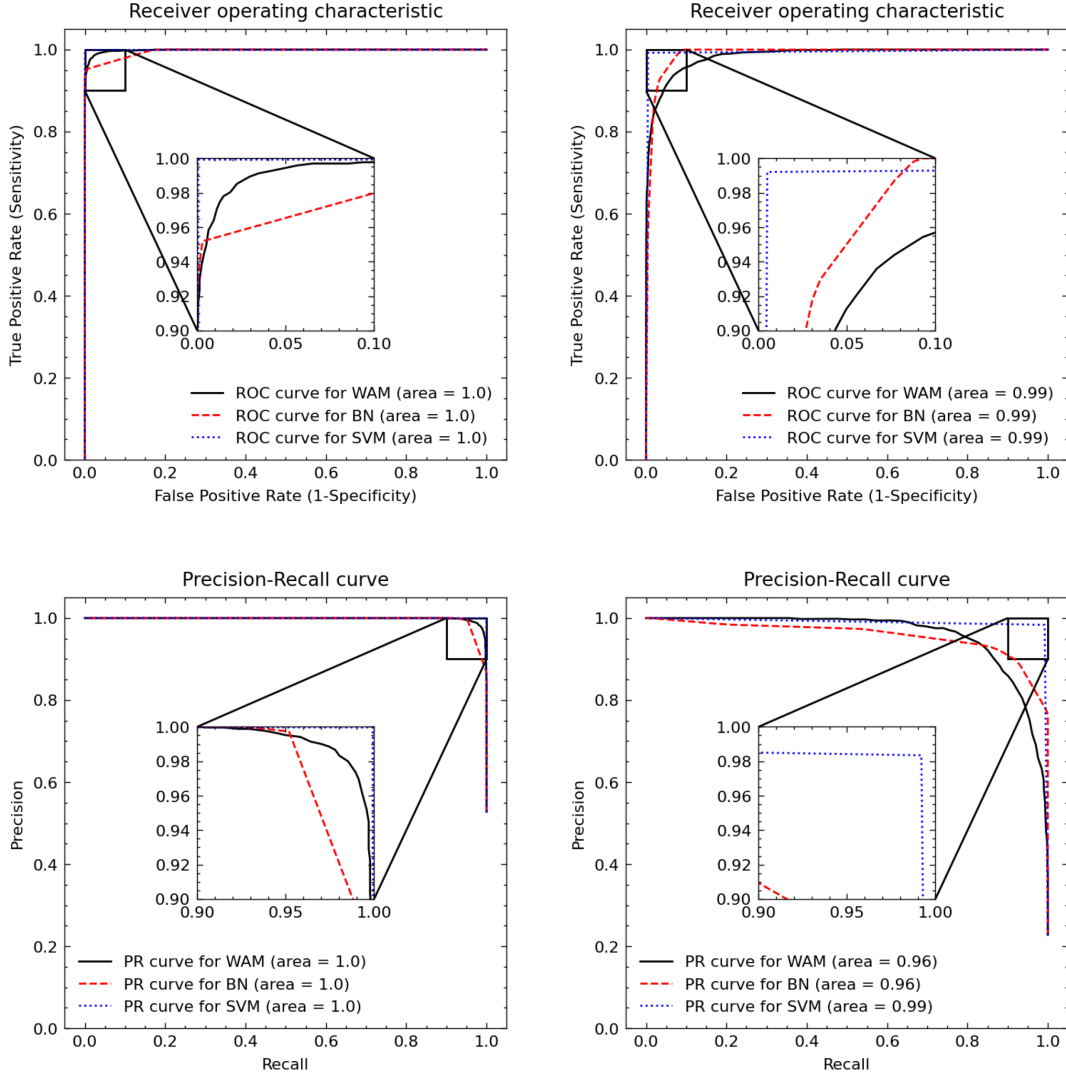 Receiver operating characteristic
True Positive Rate (Sensitivity)
1.0
0.8
0.6
0.4
0.2
0.0
1.00
0.98
0.96
0.94
0.92
0.90
0.00 0.05 0.10
ROC curve for WAM (area = 1.0)
ROC curve for BN (area = 1.0)
ROC curve for SVM (area = 1.0)
0.0 0.2 0.4 0.6 0.8 1.0
False Positive Rate (1-Specificity)
Receiver operating characteristic
True Positive Rate (Sensitivity)
1.0
0.8
0.6
0.4
0.2
0.0
1.00
0.98
0.96
0.94
0.92
0.90
0.00 0.05 0.10
ROC curve for WAM (area = 0.99)
ROC curve for BN (area = 0.99)
ROC curve for SVM (area = 0.99)
0.0 0.2 0.4 0.6 0.8 1.0
False Positive Rate (1-Specificity)
Precision-Recall curve
Precision
1.0
0.8
0.6
0.4
0.2
0.0
1.00
0.98
0.96
0.94
0.92
0.90
0.90 0.95 1.00
PR curve for WAM (area = 1.0)
PR curve for BN (area = 1.0)
PR curve for SVM (area = 1.0)
0.0 0.2 0.4 0.6 0.8 1.0
Recall
Precision-Recall curve
Precision
1.0
0.8
0.6
0.4
0.2
0.0
1.00
0.98
0.96
0.94
0.92
0.90
0.90 0.95 1.00
PR curve for WAM (area = 0.96)
PR curve for BN (area = 0.96)
PR curve for SVM (area = 0.99)
0.0 0.2 0.4 0.6 0.8 1.0
Recall